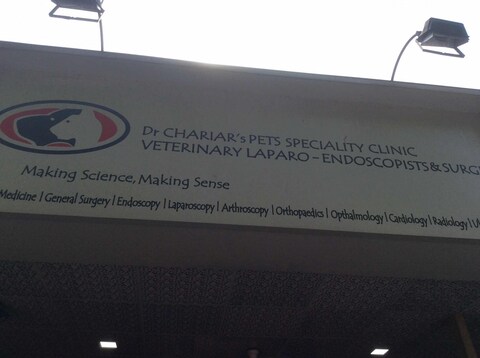 Dr CHARIAR's PETS SPECIALITY CLINIC
VETERINARY LAPARO - ENDOSCOPISTS & SURG
Making Science, Making Sense
Medicine | General Surgery | Endoscopy | Laparoscopy | Arthroscopy | Orthopaedics | Opthalmology | Cardiology | Radiology | U